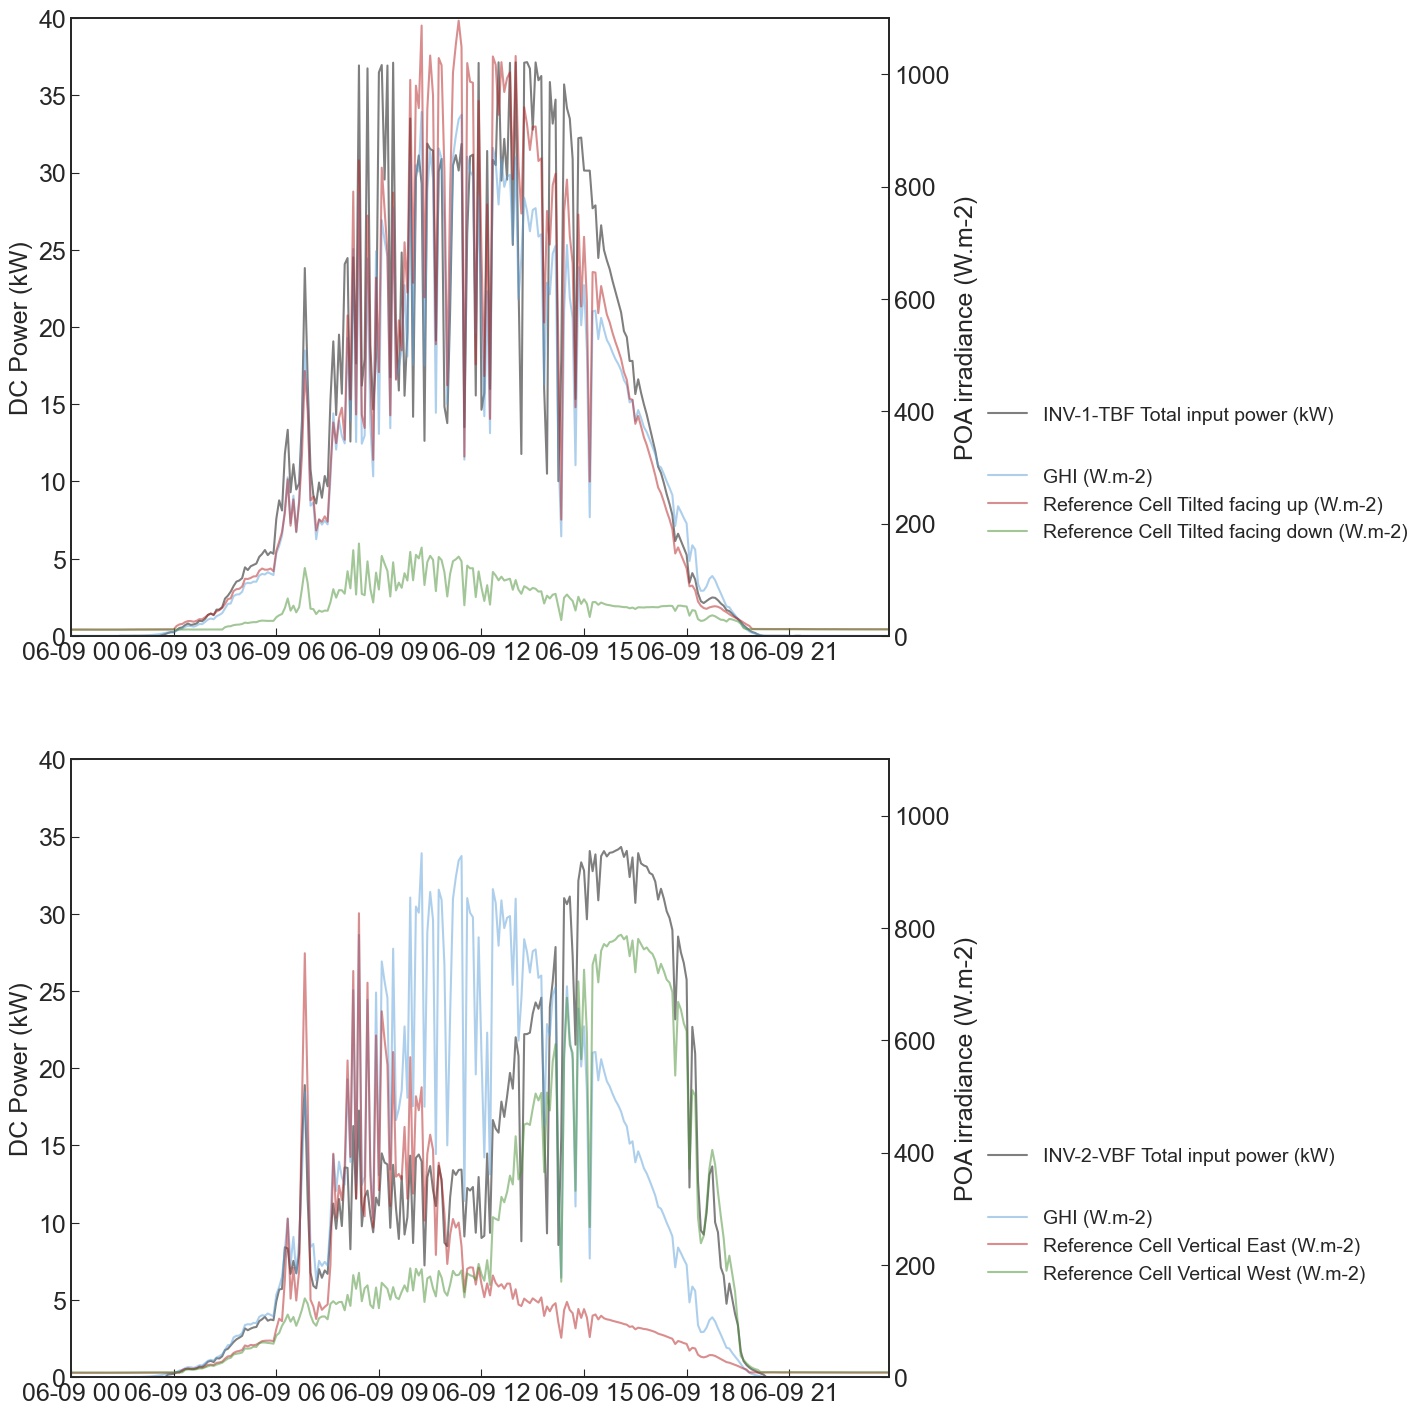 40
35
30
25
20
15
10
5
0
DC Power (kW)
1000
800
600
400
200
0
POA irradiance (W.m-2)
06-09 00 06-09 03 06-09 06 06-09 09 06-09 12 06-09 15 06-09 18 06-09 21
INV-1-TBF Total input power (kW)
GHI (W.m-2)
Reference Cell Tilted facing up (W.m-2)
Reference Cell Tilted facing down (W.m-2)
40
35
30
25
20
15
10
5
0
DC Power (kW)
1000
800
600
400
200
0
POA irradiance (W.m-2)
06-09 00 06-09 03 06-09 06 06-09 09 06-09 12 06-09 15 06-09 18 06-09 21
INV-2-VBF Total input power (kW)
GHI (W.m-2)
Reference Cell Vertical East (W.m-2)
Reference Cell Vertical West (W.m-2)